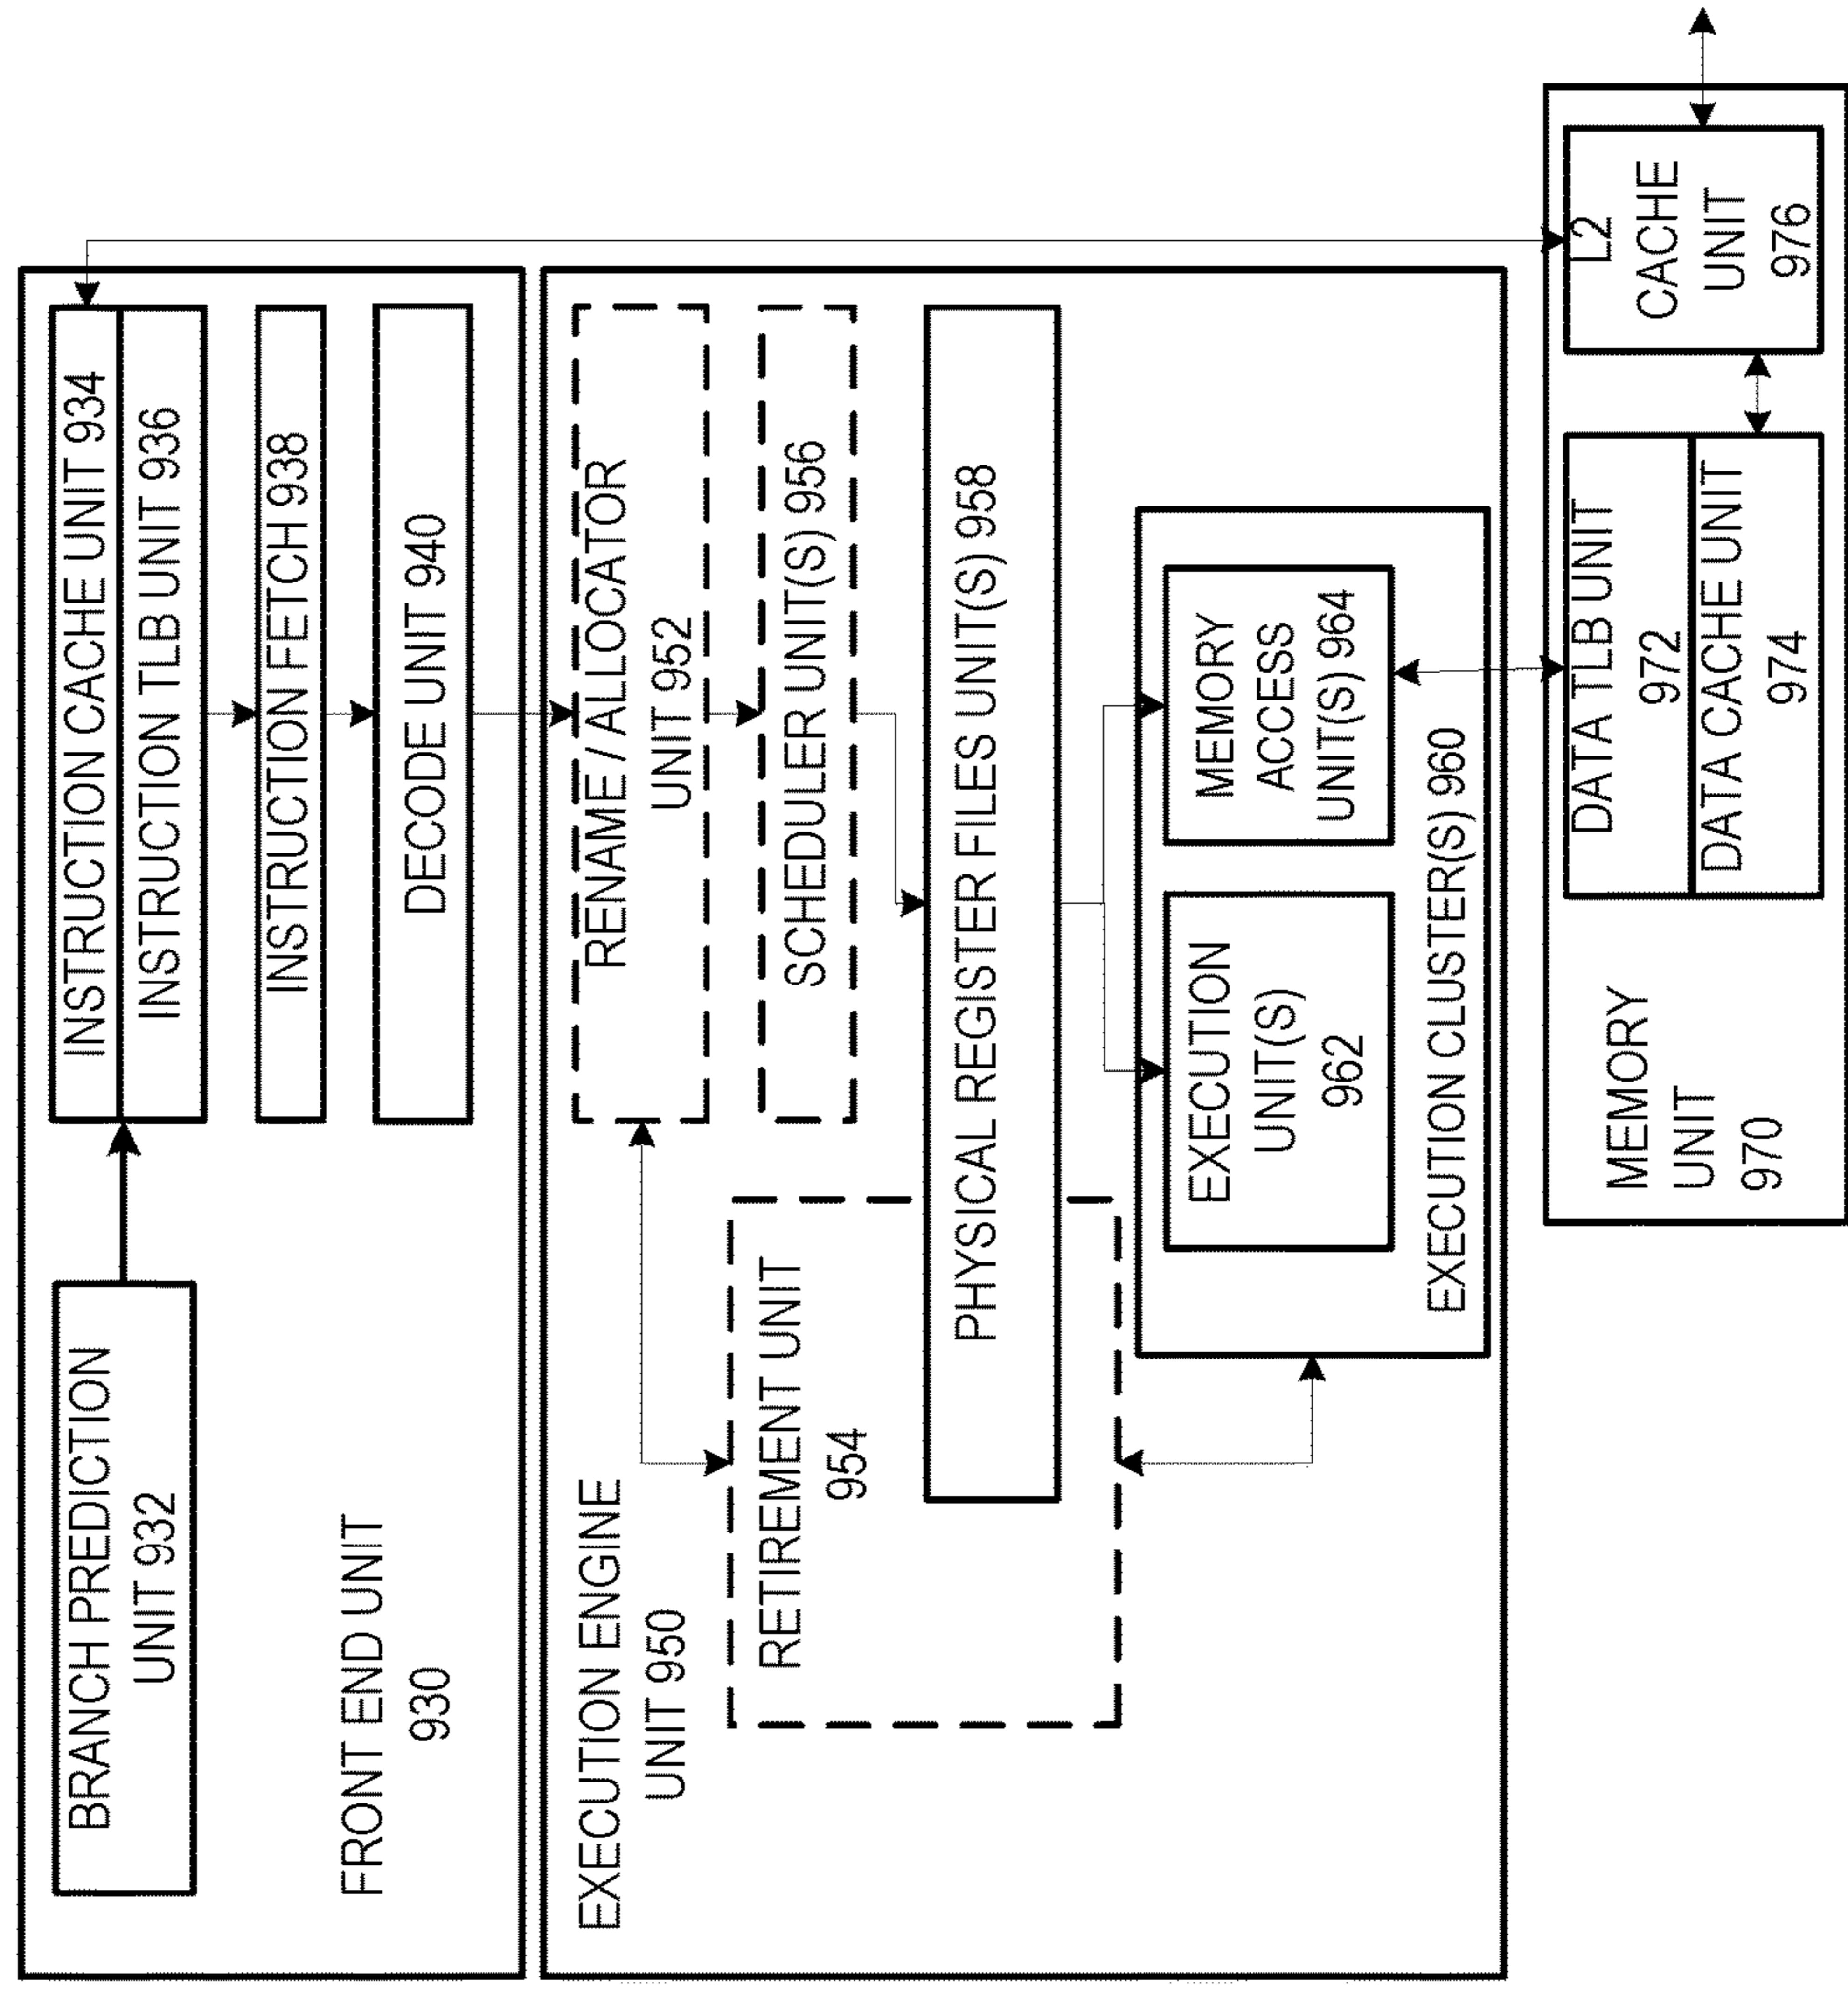 BRANCH PREDICTION
UNIT 932
INSTRUCTION CACHE UNIT 934
INSTRUCTION TLB UNIT 936
INSTRUCTION FETCH 938
DECODE UNIT 940
FRONT END UNIT
930
EXECUTION ENGINE
UNIT 950
RENAME / ALLOCATOR
UNIT 952
SCHEDULER UNIT(S) 956
RETIREMENT UNIT
954
PHYSICAL REGISTER FILES UNIT(S) 958
EXECUTION
UNIT(S)
962
MEMORY
ACCESS
UNIT(S) 964
EXECUTION CLUSTER(S) 960
MEMORY
UNIT
970
DATA TLB UNIT
972
DATA CACHE UNIT
974
L2
CACHE
UNIT
976